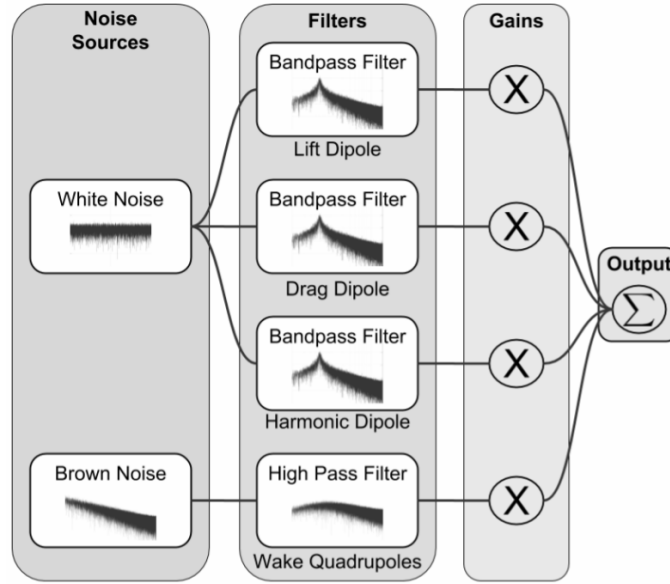 Noise
Sources
Filters
Gains
Bandpass Filter
Lift Dipole
X
White Noise
Bandpass Filter
Drag Dipole
X
Output
Σ
Bandpass Filter
Harmonic Dipole
X
Brown Noise
High Pass Filter
Wake Quadrupoles
X